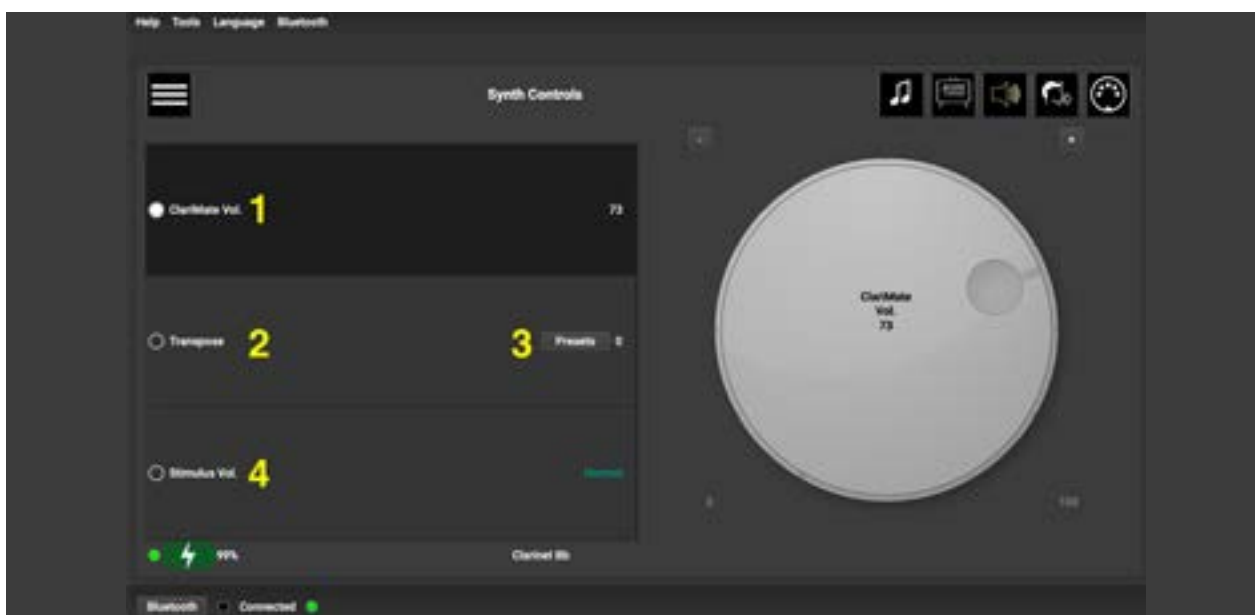 Help Tools Language Bluetooth
Synth Controls
- +
ClariMate Vol. 1 73
Transpose 2 3 Presets 0
Stimulus Vol. 4 Normal
ClariMate
Vol.
73
0 100
99% Clarinet Bb
Bluetooth Connected